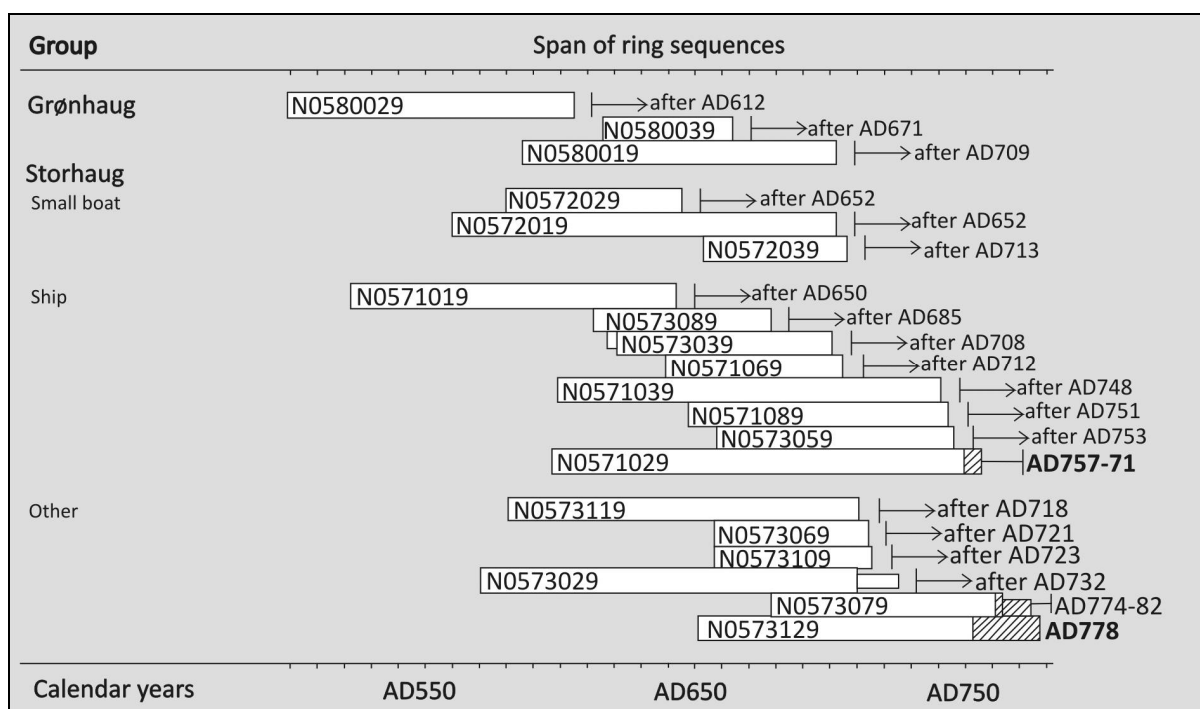 Group Span of ring sequences
Grønhaug N0580029 after AD612
N0580039 after AD671
N0580019 after AD709
Storhaug
Small boat N0572029 after AD652
N0572019 after AD652
N0572039 after AD713
Ship N0571019 after AD650
N0573089 after AD685
N0573039 after AD708
N0571069 after AD712
N0571039 after AD748
N0571089 after AD751
N0573059 after AD753
N0571029 AD757-71
Other N0573119 after AD718
N0573069 after AD721
N0573109 after AD723
N0573029 after AD732
N0573079 AD774-82
N0573129 AD778
Calendar years AD550 AD650 AD750